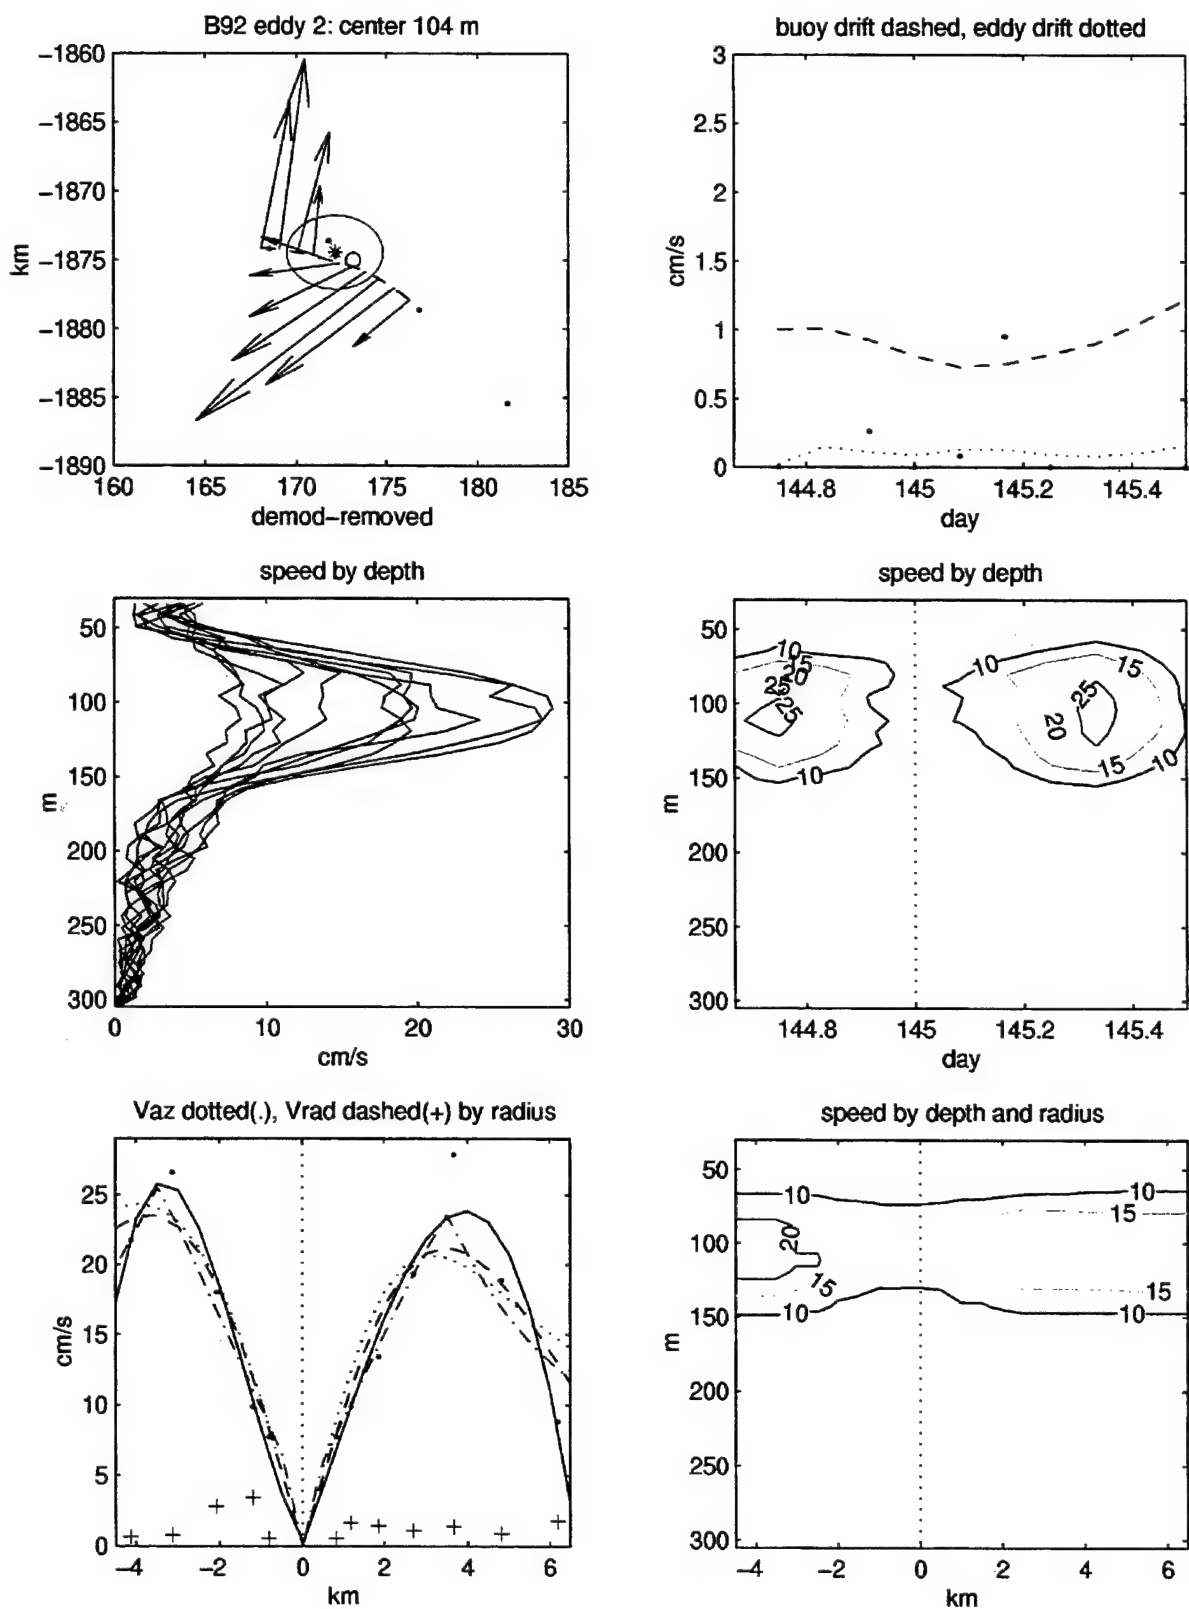 B92 eddy 2: center 104 m
buoy drift dashed, eddy drift dotted
km
−1860
−1865
−1870
−1875
−1880
−1885
−1890
160 165 170 175 180 185
demod−removed
cm/s
3
2.5
2
1.5
1
0.5
0
144.8 145 145.2 145.4
day
speed by depth
speed by depth
m
50
100
150
200
250
300
0 10 20 30
cm/s
m
50
100
150
200
250
300
10 15 20 25 25 10
10 15 25 20 15 10
144.8 145 145.2 145.4
day
Vaz dotted(.), Vrad dashed(+) by radius
speed by depth and radius
cm/s
25
20
15
10
5
0
−4 −2 0 2 4 6
km
m
50
100
150
200
250
300
10 10
15
20
15 15
10 10
−4 −2 0 2 4 6
km